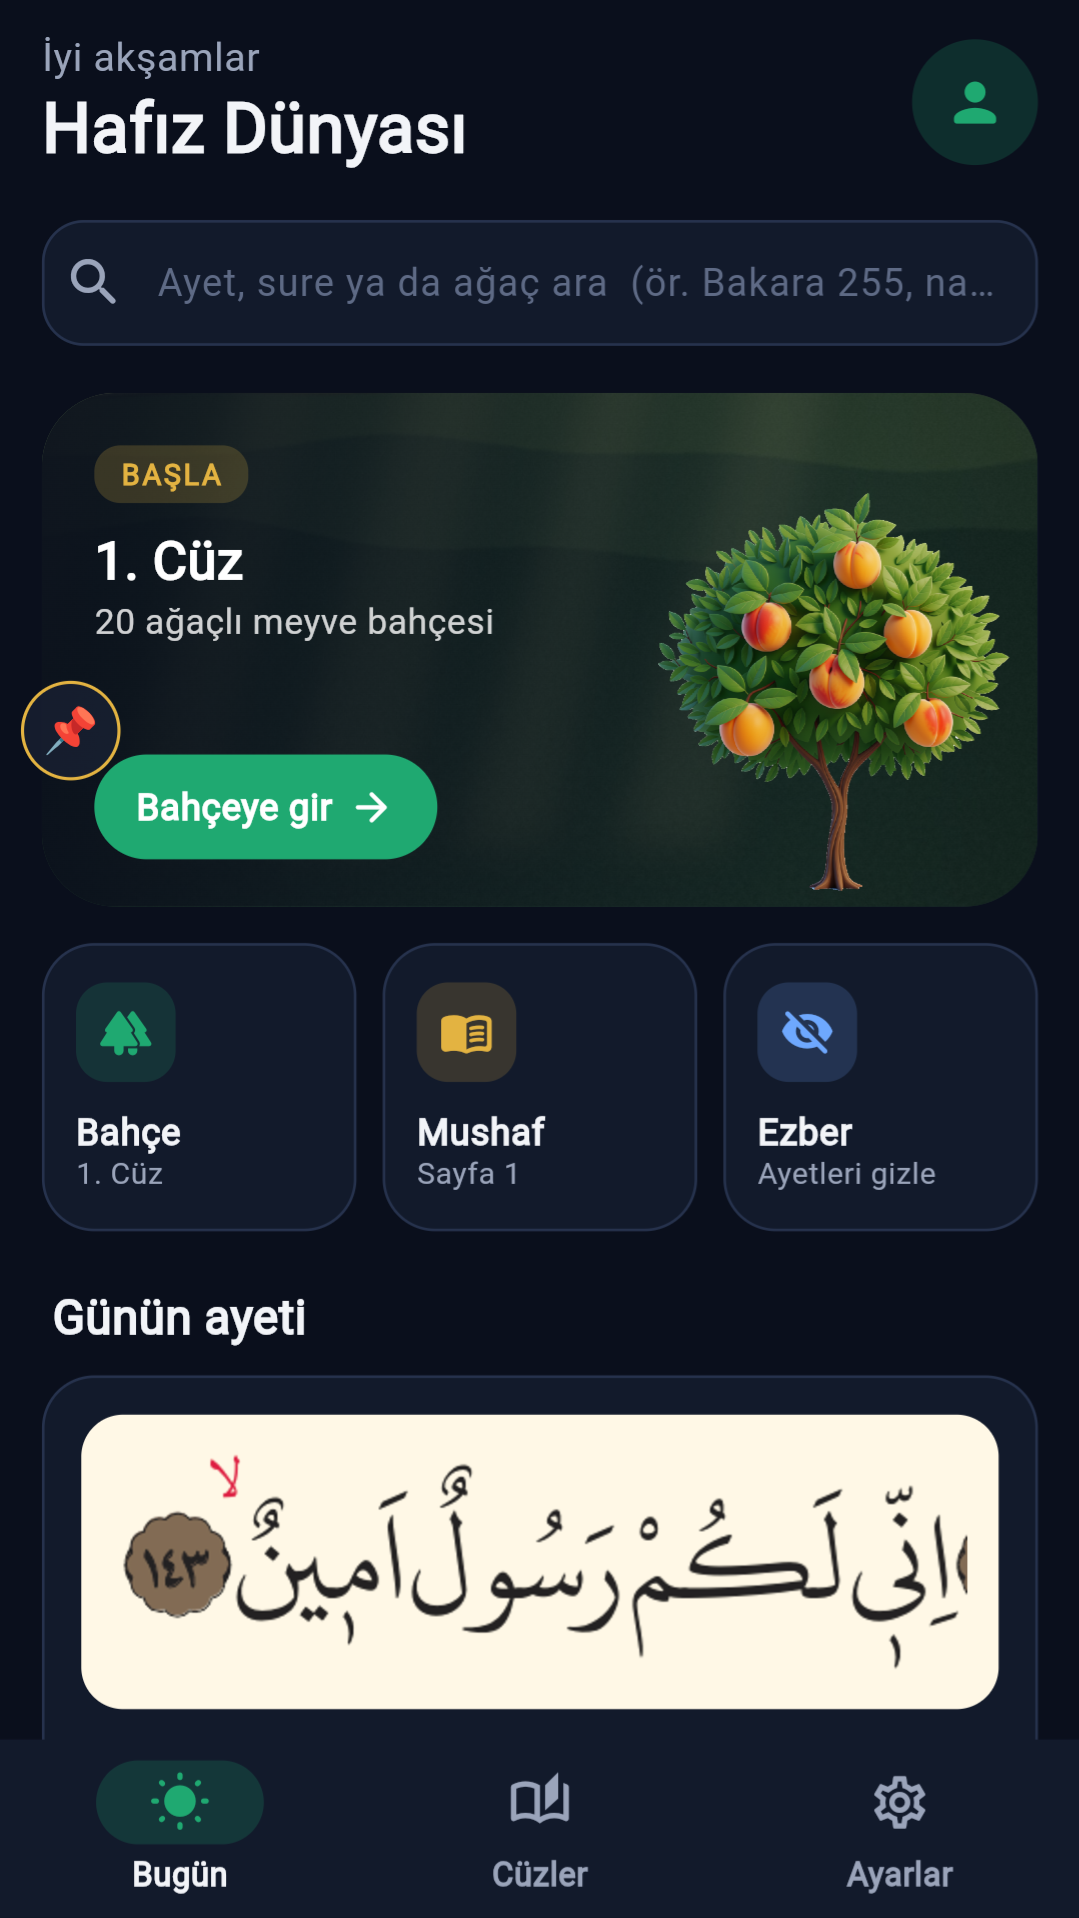 İyi akşamlar
Hafız Dünyası
Ayet, sure ya da ağaç ara (ör. Bakara 255, na…
BAŞLA
1. Cüz
20 ağaçlı meyve bahçesi
Bahçeye gir
Bahçe
1. Cüz
Mushaf
Sayfa 1
Ezber
Ayetleri gizle
Günün ayeti
اِنّ۪ي لَكُمْ رَسُولٌ اَم۪ينٌۙ ﴿١٤٣﴾
Bugün
Cüzler
Ayarlar